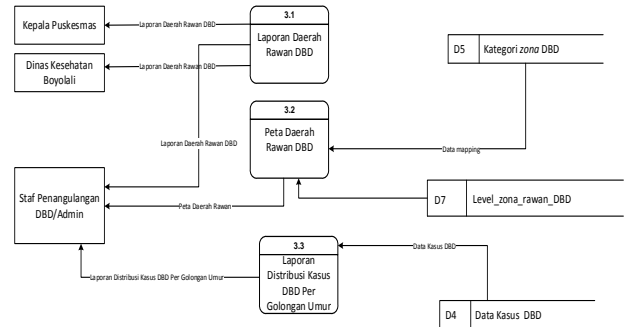 3.1
Kepala Puskesmas
Laporan Daerah Rawan DBD
Laporan Daerah
Rawan DBD
D5
Kategori zona DBD
Dinas Kesehatan
Boyolali
Laporan Daerah Rawan DBD
3.2
Peta Daerah
Rawan DBD
Laporan Daerah Rawan DBD
Data mapping
Staf Penangulangan
DBD/Admin
Peta Daerah Rawan
D7
Level_zona_rawan_DBD
3.3
Laporan
Distribusi Kasus
DBD Per
Golongan Umur
Data Kasus DBD
Laporan Distribusi Kasus DBD Per Golongan Umur
D4
Data Kasus DBD